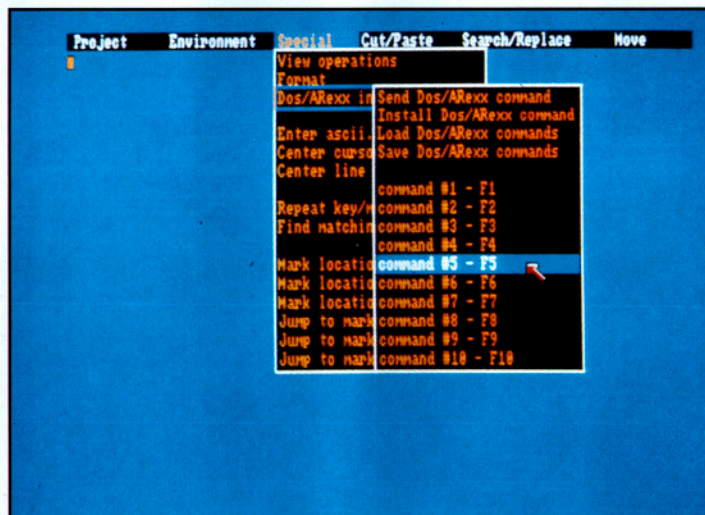 Project Environment Special Cut/Paste Search/Replace Move
View operations
Format
Dos/ARexx in
Enter ascii.
Center curso
Center line
Repeat key/m
Find matchin
Mark locatio
Mark locatio
Mark locatio
Jump to mark
Jump to mark
Jump to mark
Send Dos/ARexx command
Install Dos/ARexx command
Load Dos/ARexx commands
Save Dos/ARexx commands
command #1 - F1
command #2 - F2
command #3 - F3
command #4 - F4
command #5 - F5
command #6 - F6
command #7 - F7
command #8 - F8
command #9 - F9
command #10 - F10